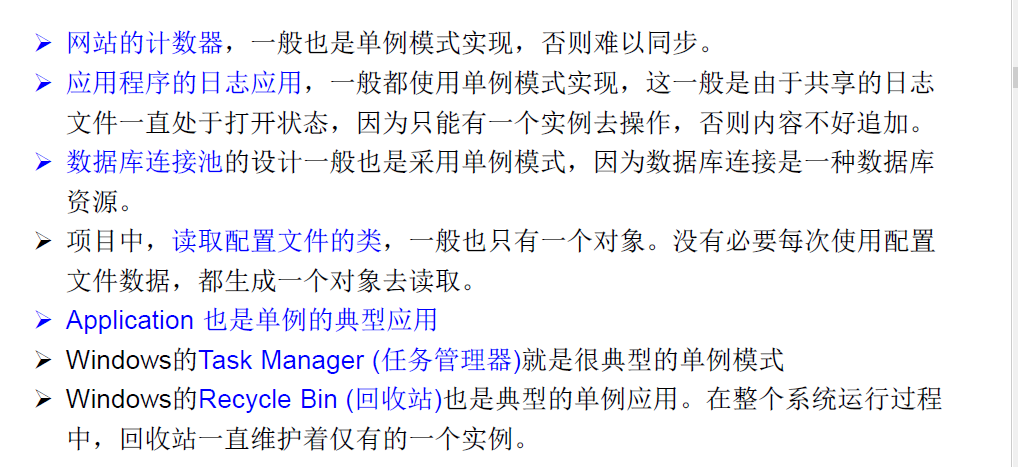 ➢ 网站的计数器，一般也是单例模式实现，否则难以同步。
➢ 应用程序的日志应用，一般都使用单例模式实现，这一般是由于共享的日志
文件一直处于打开状态，因为只能有一个实例去操作，否则内容不好追加。
➢ 数据库连接池的设计一般也是采用单例模式，因为数据库连接是一种数据库
资源。
➢ 项目中，读取配置文件的类，一般也只有一个对象。没有必要每次使用配置
文件数据，都生成一个对象去读取。
➢ Application 也是单例的典型应用
➢ Windows的Task Manager (任务管理器)就是很典型的单例模式
➢ Windows的Recycle Bin (回收站)也是典型的单例应用。在整个系统运行过程
中，回收站一直维护着仅有的一个实例。